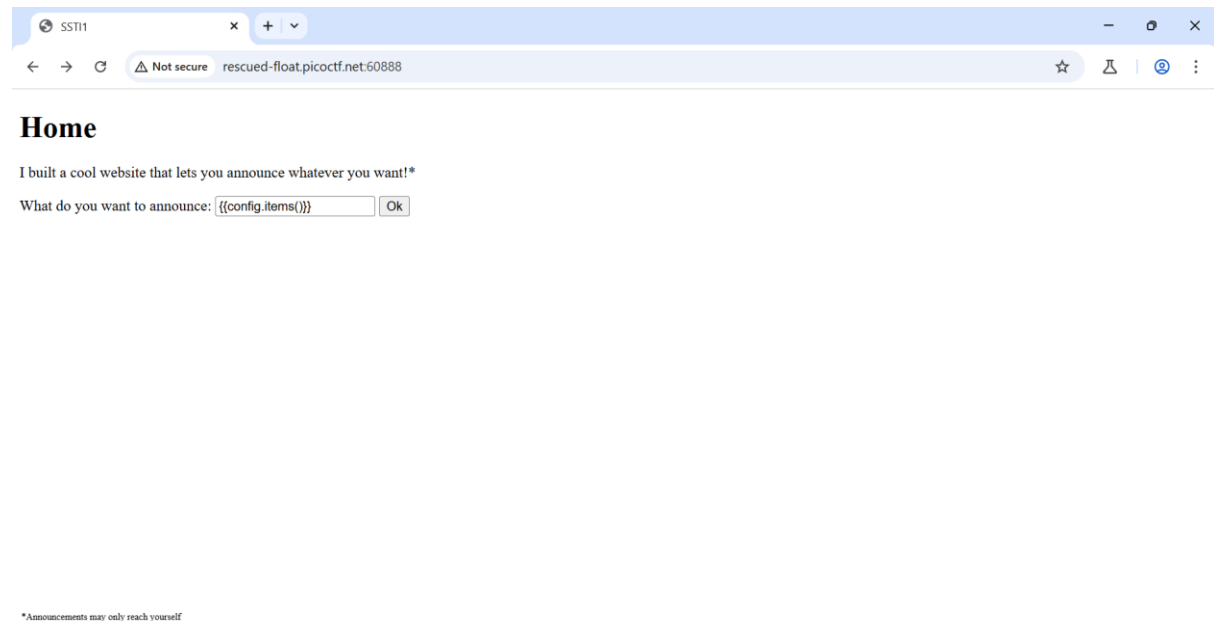 SSTI1
Not secure rescued-float.picoctf.net:60888
Home
I built a cool website that lets you announce whatever you want!*
What do you want to announce: {{config.items()}} Ok
*Announcements may only reach yourself